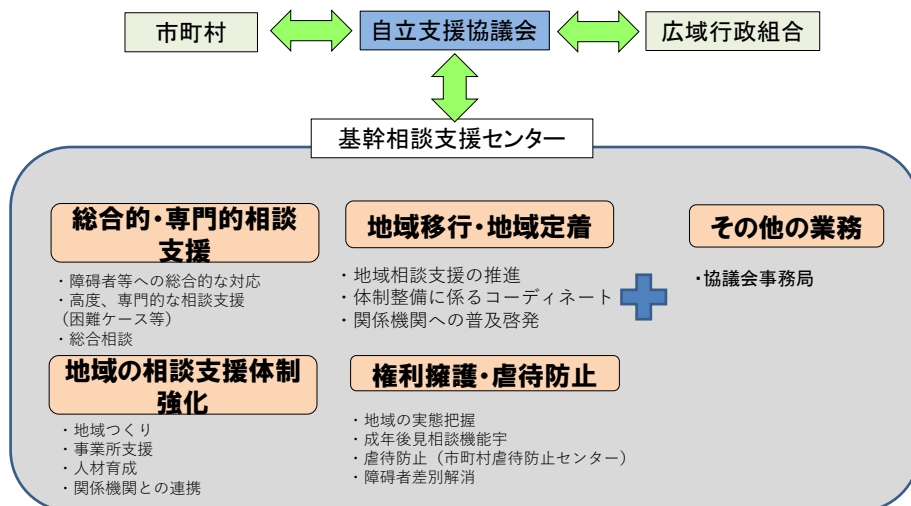 市町村
自立支援協議会
広域行政組合
基幹相談支援センター
総合的・専門的相談
支援
・障碍者等への総合的な対応
・高度、専門的な相談支援
(困難ケース等)
・総合相談
地域移行・地域定着
・地域相談支援の推進
・体制整備に係るコーディネート
・関係機関への普及啓発
その他の業務
・協議会事務局
地域の相談支援体制
強化
・地域つくり
・事業所支援
・人材育成
・関係機関との連携
権利擁護・虐待防止
・地域の実態把握
・成年後見相談機能宇
・虐待防止（市町村虐待防止センター）
・障碍者差別解消